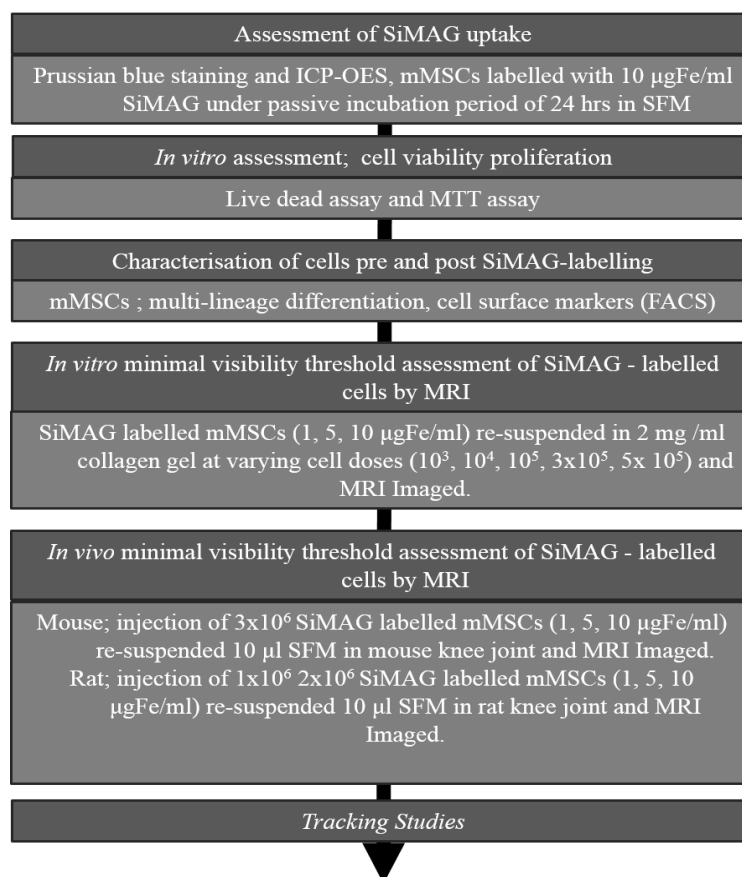 Assessment of SiMAG uptake
Prussian blue staining and ICP-OES, mMSCs labelled with 10 µgFe/ml
SiMAG under passive incubation period of 24 hrs in SFM
In vitro assessment; cell viability proliferation
Live dead assay and MTT assay
Characterisation of cells pre and post SiMAG-labelling
mMSCs ; multi-lineage differentiation, cell surface markers (FACS)
In vitro minimal visibility threshold assessment of SiMAG - labelled
cells by MRI
SiMAG labelled mMSCs (1, 5, 10 µgFe/ml) re-suspended in 2 mg /ml
collagen gel at varying cell doses (10³, 10⁴, 10⁵, 3x10⁵, 5x 10⁵) and
MRI Imaged.
In vivo minimal visibility threshold assessment of SiMAG - labelled
cells by MRI
Mouse; injection of 3x10⁶ SiMAG labelled mMSCs (1, 5, 10 µgFe/ml)
re-suspended 10 µl SFM in mouse knee joint and MRI Imaged.
Rat; injection of 1x10⁶ 2x10⁶ SiMAG labelled mMSCs (1, 5, 10
µgFe/ml) re-suspended 10 µl SFM in rat knee joint and MRI
Imaged.
Tracking Studies